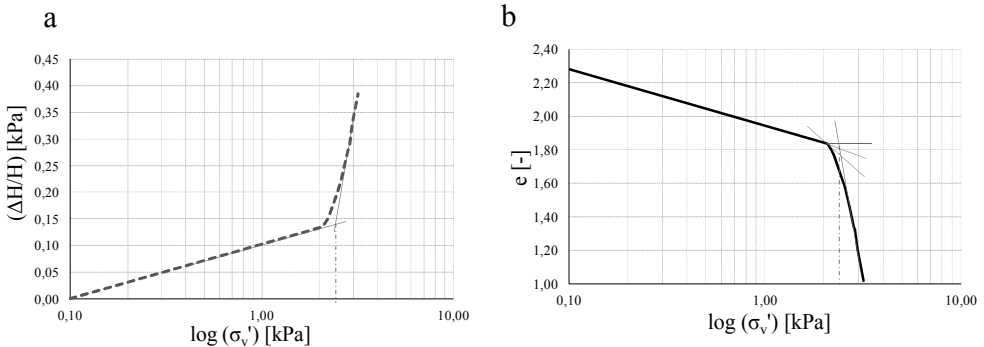 a
0,45
0,40
0,35
0,30
0,25
0,20
0,15
0,10
0,05
0,00
(ΔH/H) [kPa]
0,10 1,00 10,00
log (σv') [kPa]
b
2,40
2,20
2,00
1,80
1,60
1,40
1,20
1,00
e [-]
0,10 1,00 10,00
log (σv') [kPa]